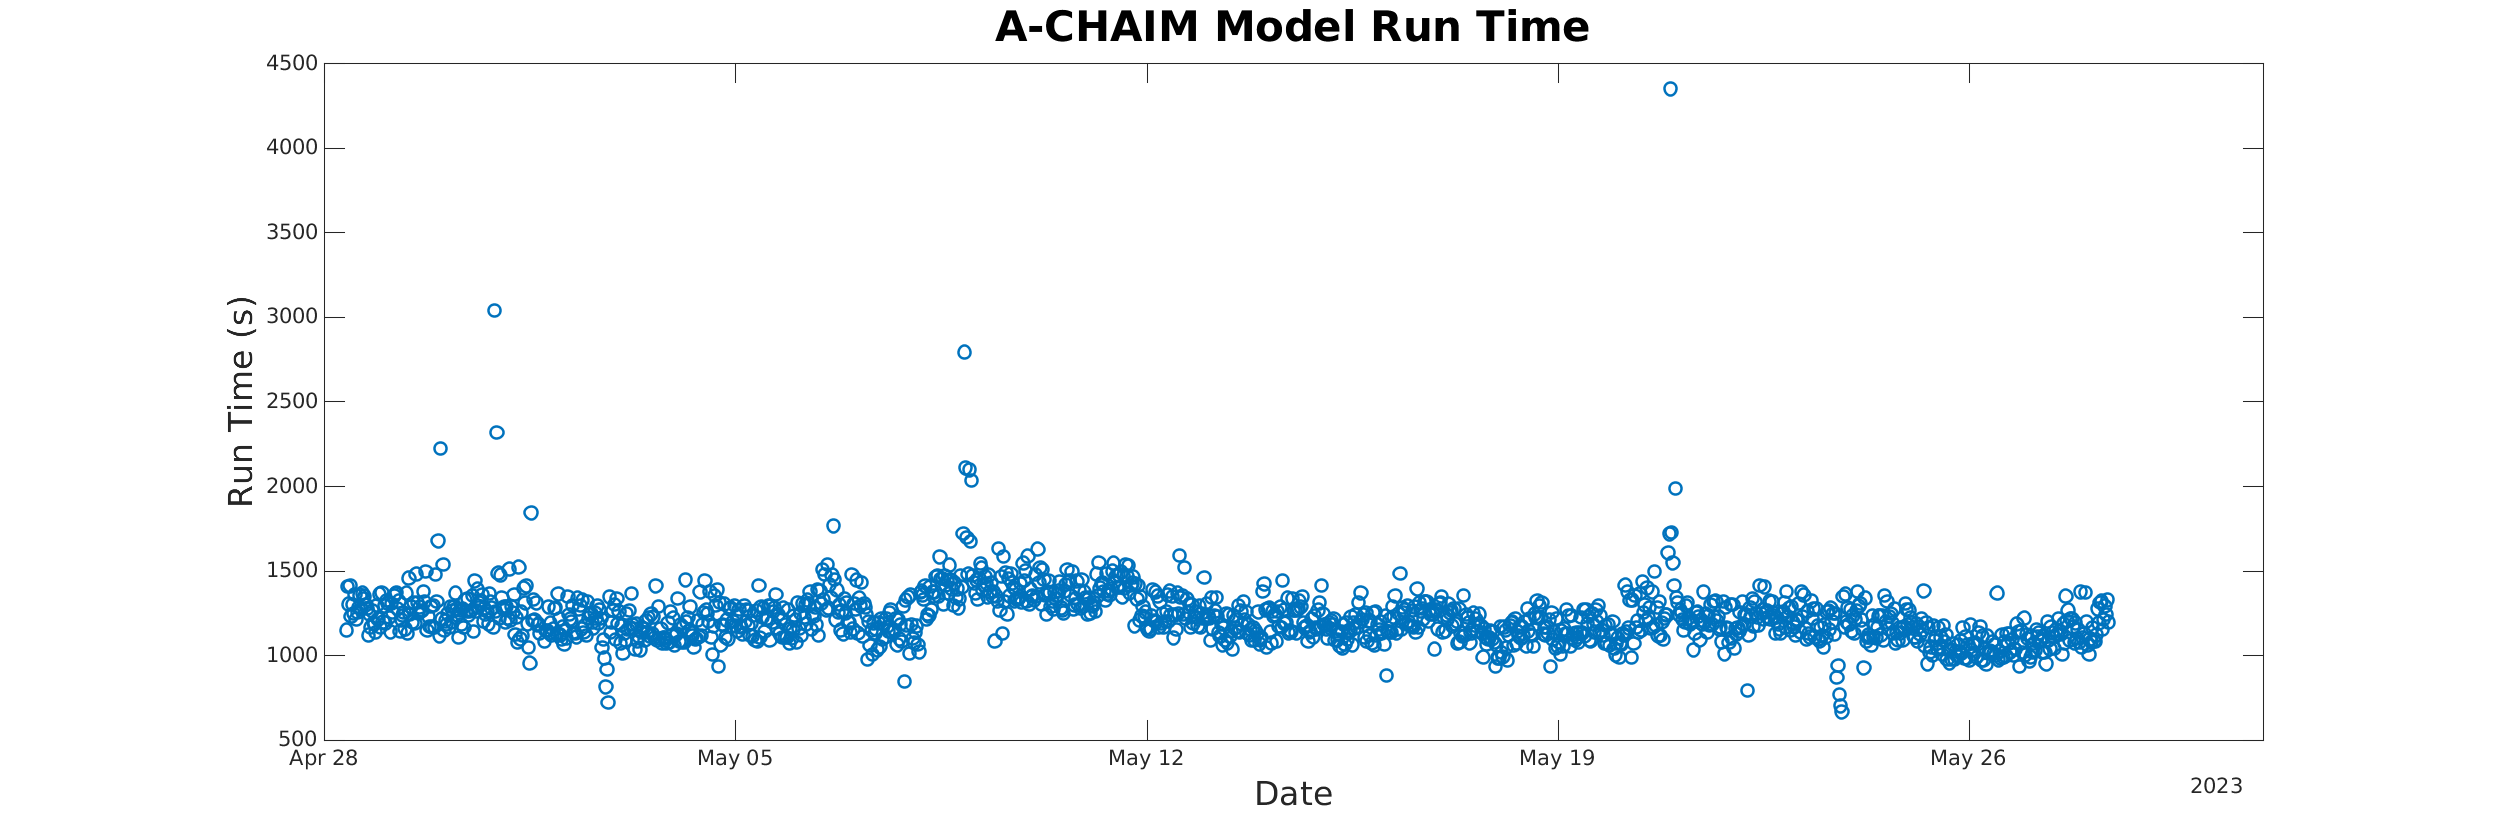 A-CHAIM Model Run Time
4500
4000
3500
3000
2500
2000
1500
1000
500
Run Time (s)
Apr 28 May 05 May 12 May 19 May 26
2023
Date